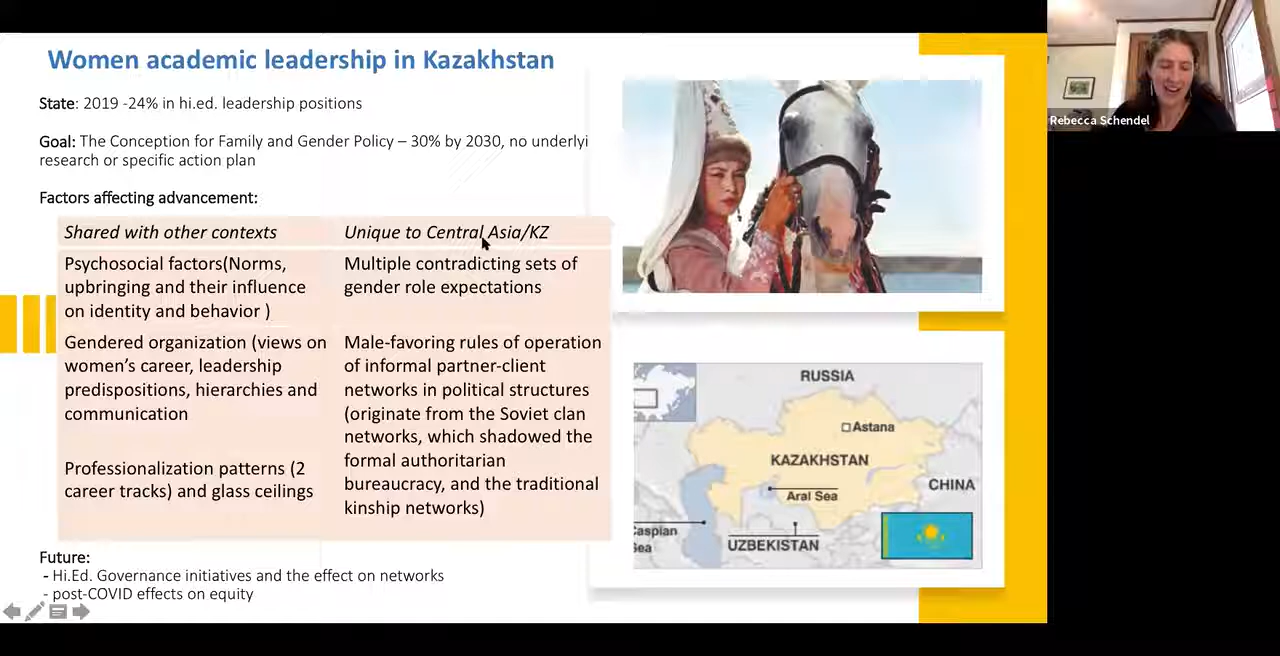 Women academic leadership in Kazakhstan
State: 2019 -24% in hi.ed. leadership positions
Goal: The Conception for Family and Gender Policy – 30% by 2030, no underlyi
research or specific action plan
Factors affecting advancement:
Shared with other contexts
Unique to Central Asia/KZ
Psychosocial factors(Norms,
upbringing and their influence
on identity and behavior )
Multiple contradicting sets of
gender role expectations
Gendered organization (views on
women's career, leadership
predispositions, hierarchies and
communication
Professionalization patterns (2
career tracks) and glass ceilings
Male-favoring rules of operation
of informal partner-client
networks in political structures
(originate from the Soviet clan
networks, which shadowed the
formal authoritarian
bureaucracy, and the traditional
kinship networks)
Future:
- Hi.Ed. Governance initiatives and the effect on networks
- post-COVID effects on equity
RUSSIA
Astana
KAZAKHSTAN
Aral Sea
CHINA
Caspian
Sea
UZBEKISTAN
Rebecca Schendel